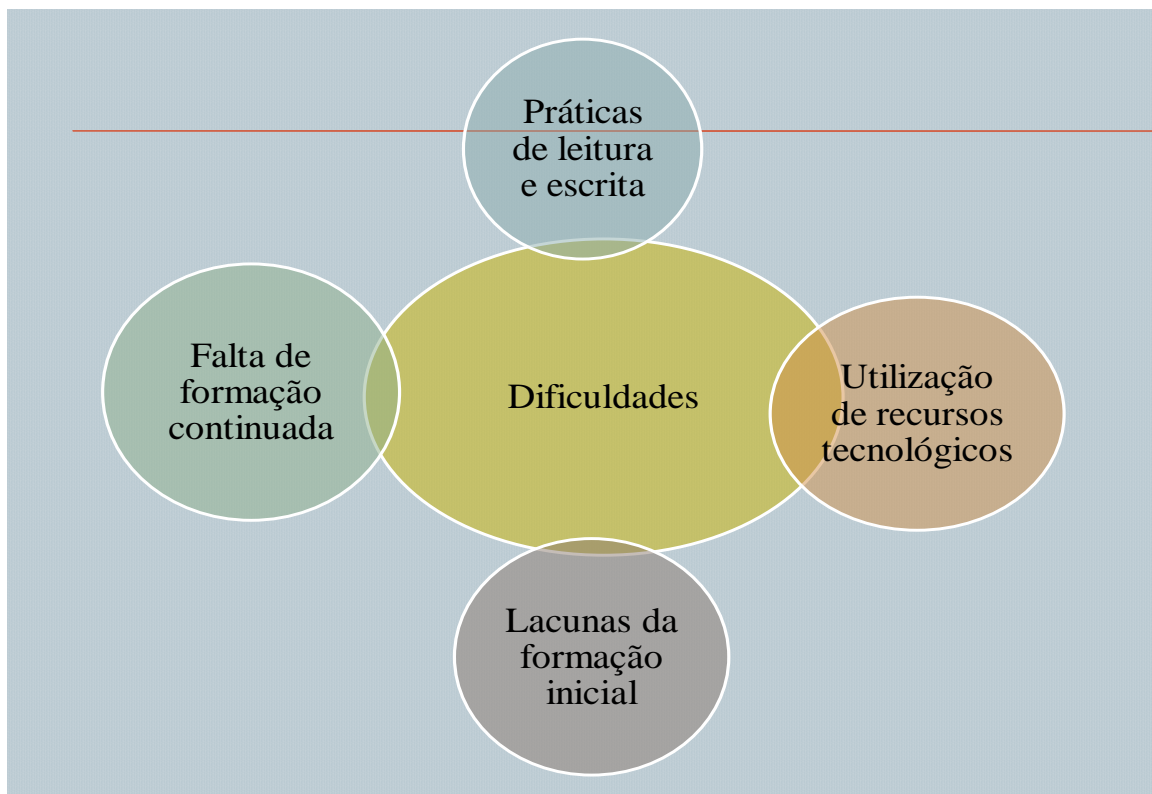 Práticas
de leitura
e escrita
Falta de
formação
continuada
Dificuldades
Utilização
de recursos
tecnológicos
Lacunas da
formação
inicial